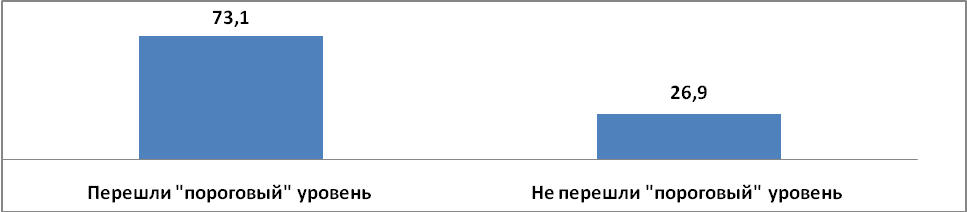 73,1
26,9
Перешли "пороговый" уровень
Не перешли "пороговый" уровень